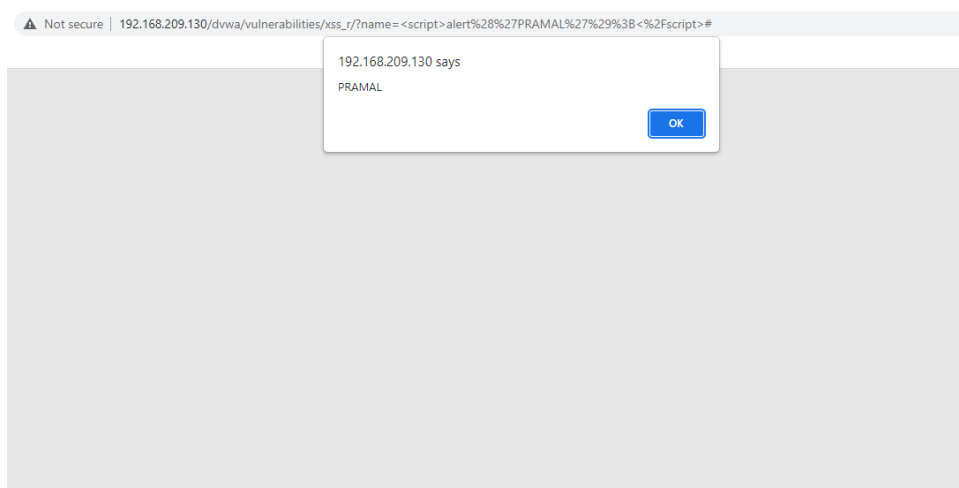 Not secure | 192.168.209.130/dvwa/vulnerabilities/xss_r/?name=<script>alert%28%27PRAMAL%27%29%3B<%2Fscript>#
192.168.209.130 says
PRAMAL
OK